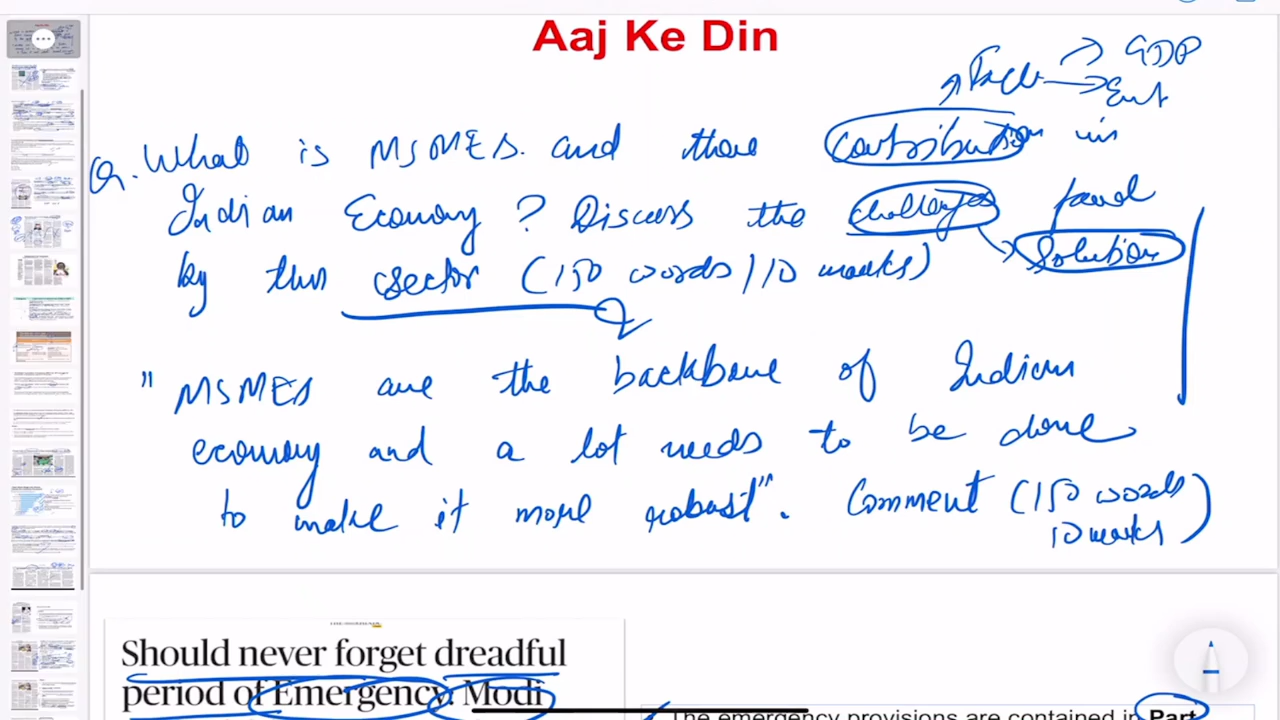 Aaj Ke Din
Facts → GDP
Q. What is MSMES. and there contribution in
Indian Economy ? Discuss the challenges faced
solution
by this sector (150 words/10 marks)
"MSMES are the backbone of Indian
economy and a lot needs to be done
to make it more robust". Comment (150 words
10 marks)
Should never forget dreadful
period of Emergency: Modi
The emergency provisions are contained in Part